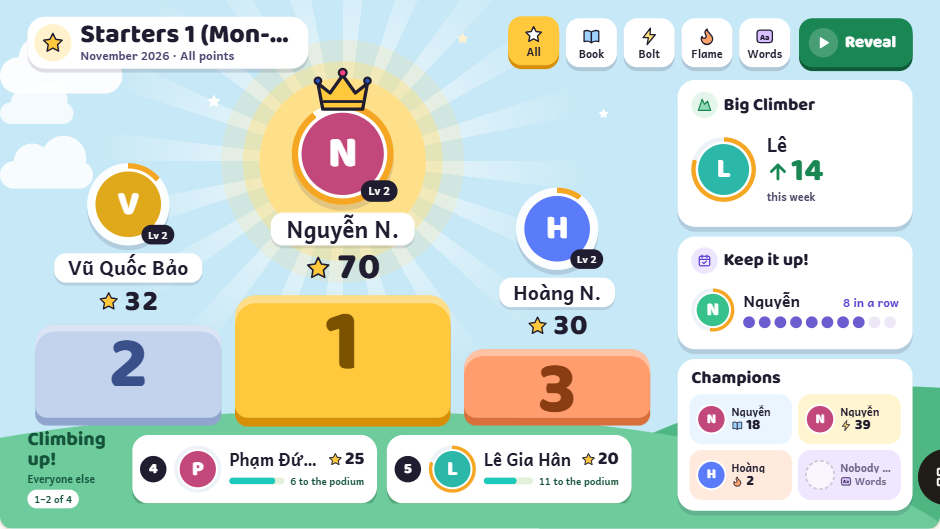 Starters 1 (Mon-...
November 2026 · All points
All
Book
Bolt
Flame
Aa
Words
Reveal
N
Lv 2
Nguyễn N.
70
V
Lv 2
Vũ Quốc Bảo
32
H
Lv 2
Hoàng N.
30
2
1
3
Big Climber
L
Lê
14
this week
Keep it up!
N
Nguyễn
8 in a row
Champions
N
Nguyễn
18
N
Nguyễn
39
H
Hoàng
2
Nobody ...
Aa Words
Climbing up!
Everyone else
1–2 of 4
4
P
Phạm Đứ...
25
6 to the podium
5
L
Lê Gia Hân
20
11 to the podium